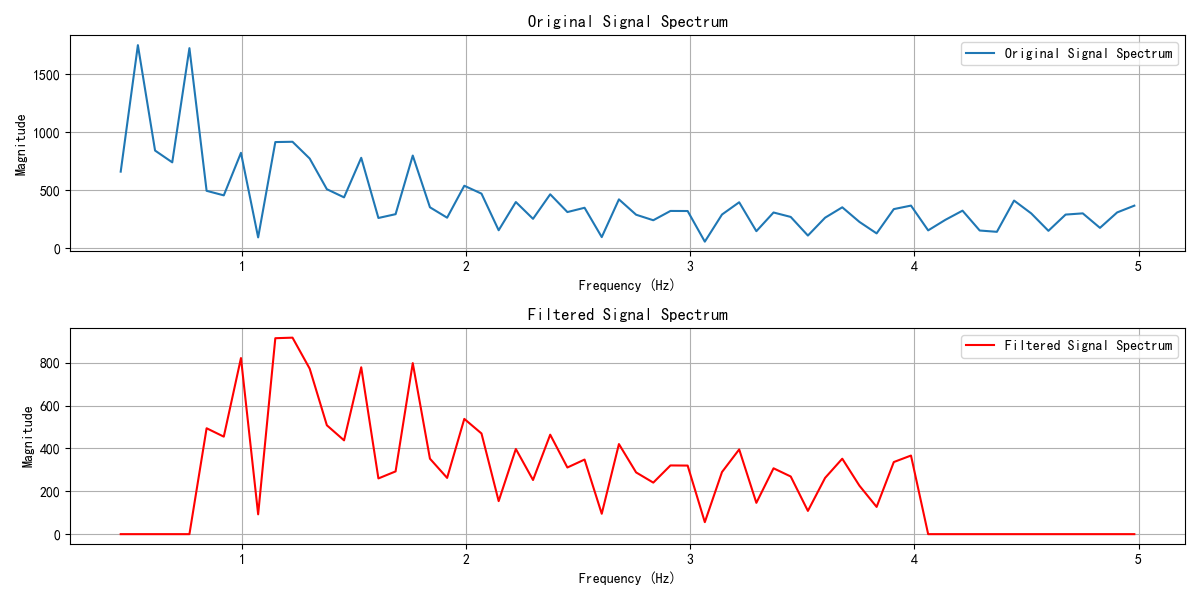 Original Signal Spectrum
Original Signal Spectrum
1500
1000
500
0
Magnitude
1 2 3 4 5
Frequency (Hz)
Filtered Signal Spectrum
Filtered Signal Spectrum
800
600
400
200
0
Magnitude
1 2 3 4 5
Frequency (Hz)